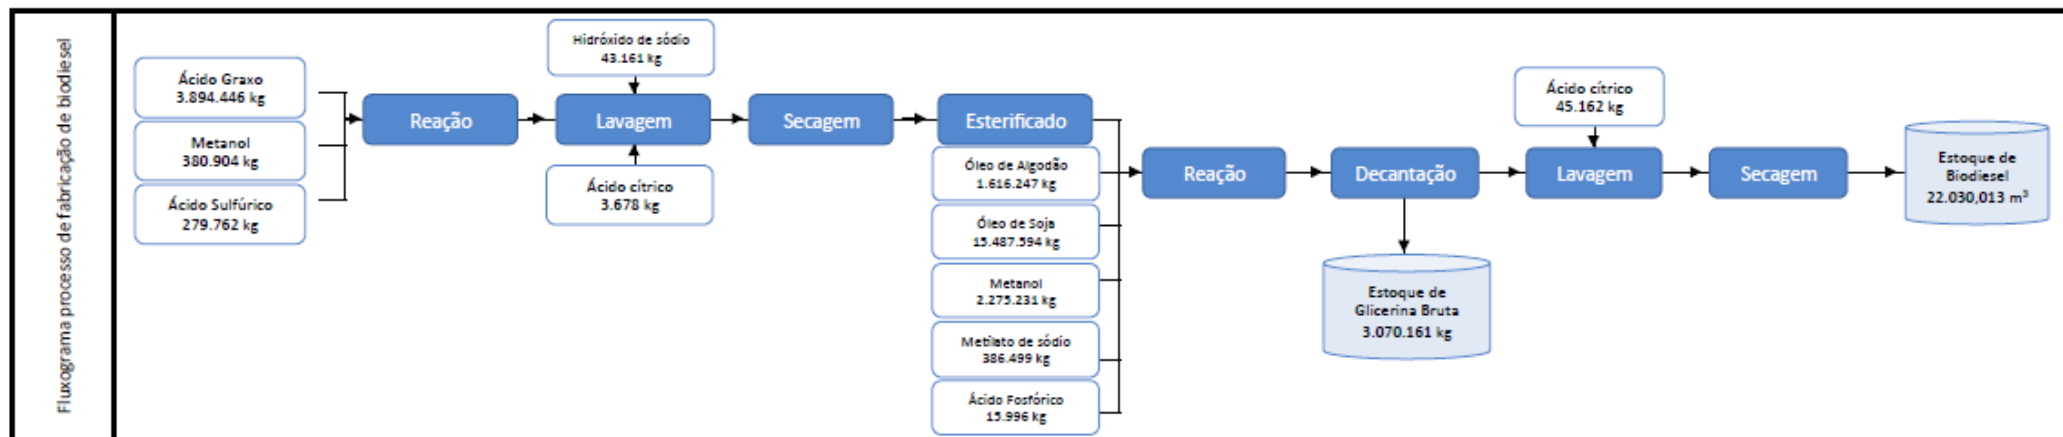 Fluxograma processo de fabricação de biodiesel
Ácido Graxo
3.894.446 kg
Metanol
380.904 kg
Ácido Sulfúrico
279.762 kg
Reação
Hidróxido de sódio
43.161 kg
Lavagem
Ácido cítrico
3.678 kg
Secagem
Esterificado
Óleo de Algodão
1.616.247 kg
Óleo de Soja
15.487.594 kg
Metanol
2.275.231 kg
Metilato de sódio
386.499 kg
Ácido Fosfórico
15.996 kg
Reação
Decantação
Estoque de
Glicerina Bruta
3.070.161 kg
Ácido cítrico
45.162 kg
Lavagem
Secagem
Estoque de
Biodiesel
22.030,013 m³